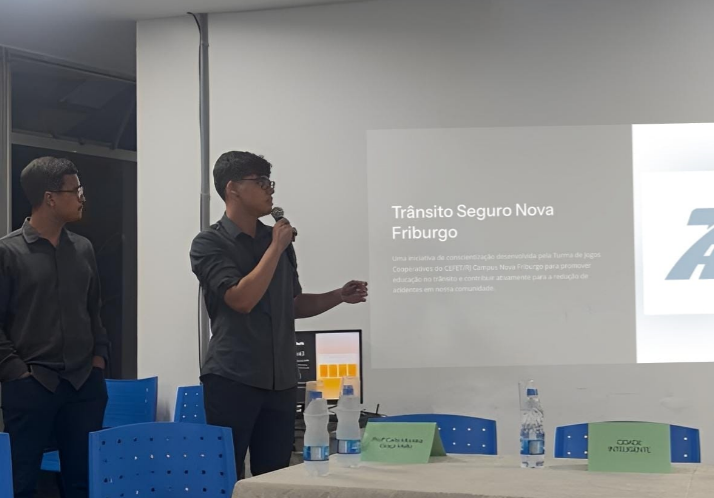 Trânsito Seguro Nova
Friburgo
Uma iniciativa de conscientização desenvolvida pela Turma de Jogos
Cooperativos do CEFET/RJ Campus Nova Friburgo para promover
educação no trânsito e contribuir ativamente para a redução de
acidentes em nossa comunidade.
CIDADE
INTELIGENTE